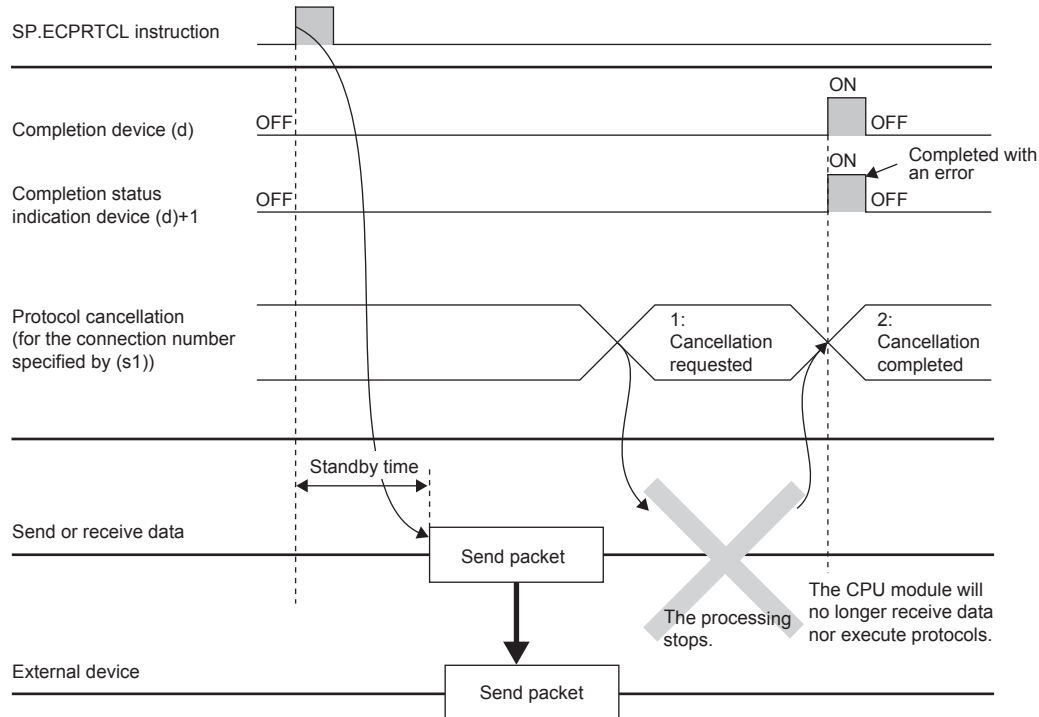 SP.ECPRTCL instruction
ON
Completion device (d)
OFF
OFF
ON
Completed with
an error
Completion status
indication device (d)+1
OFF
OFF
Protocol cancellation
(for the connection number
specified by (s1))
1:
Cancellation
requested
2:
Cancellation
completed
Standby time
Send or receive data
Send packet
The processing
stops.
The CPU module will
no longer receive data
nor execute protocols.
External device
Send packet